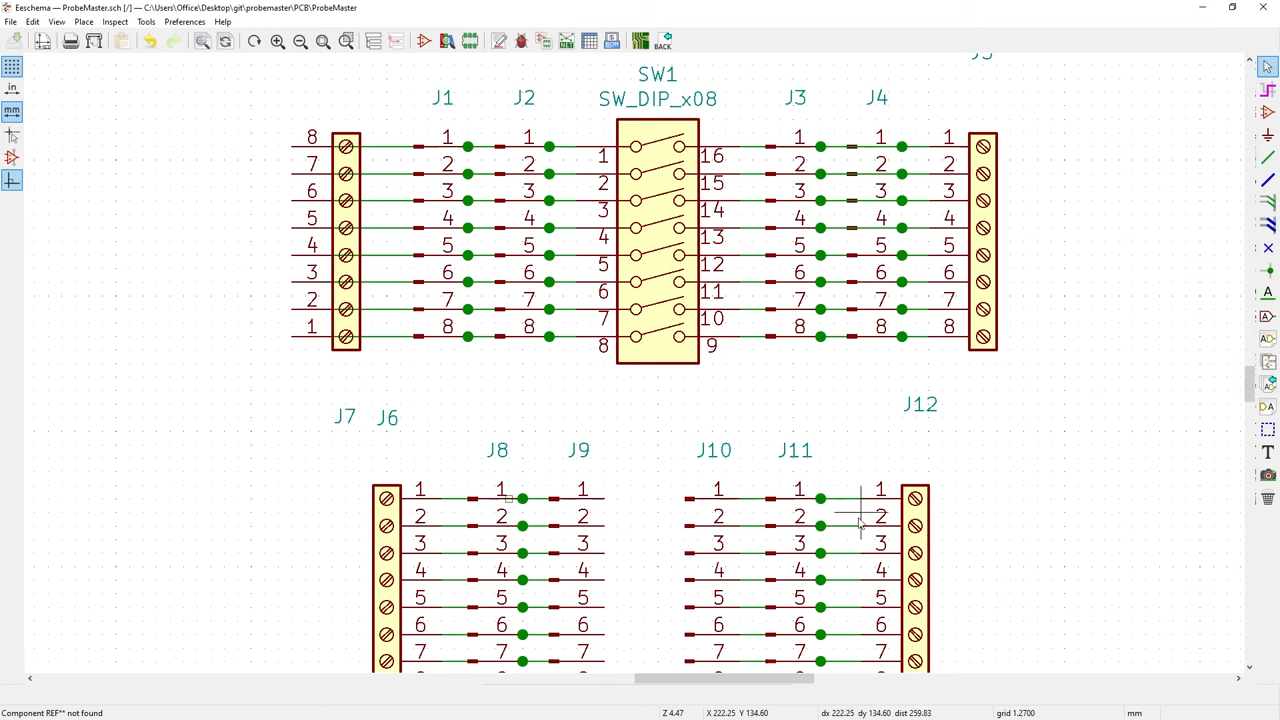 Eeschema — ProbeMaster.sch [/] — C:\Users\Office\Desktop\git\probemaster\PCB\ProbeMaster
File Edit View Place Inspect Tools Preferences Help
BACK
in
mm
SW1
SW_DIP_x08
J1 J2 J3 J4
8 1 1 1 1 1
1 16
7 2 2 2 2 2
2 15
6 3 3 3 3 3
3 14
5 4 4 4 4 4
4 13
4 5 5 5 5 5
5 12
3 6 6 6 6 6
6 11
2 7 7 7 7 7
7 10
1 8 8 8 8 8
8 9
J7 J6 J12
J8 J9 J10 J11
1 1 1 1 1 1
2 2 2 2 2 2
3 3 3 3 3 3
4 4 4 4 4 4
5 5 5 5 5 5
6 6 6 6 6 6
7 7 7 7 7 7
Component REF** not found Z 4.47 X 222.25 Y 134.60 dx 222.25 dy 134.60 dist 259.83 grid 1.2700 mm